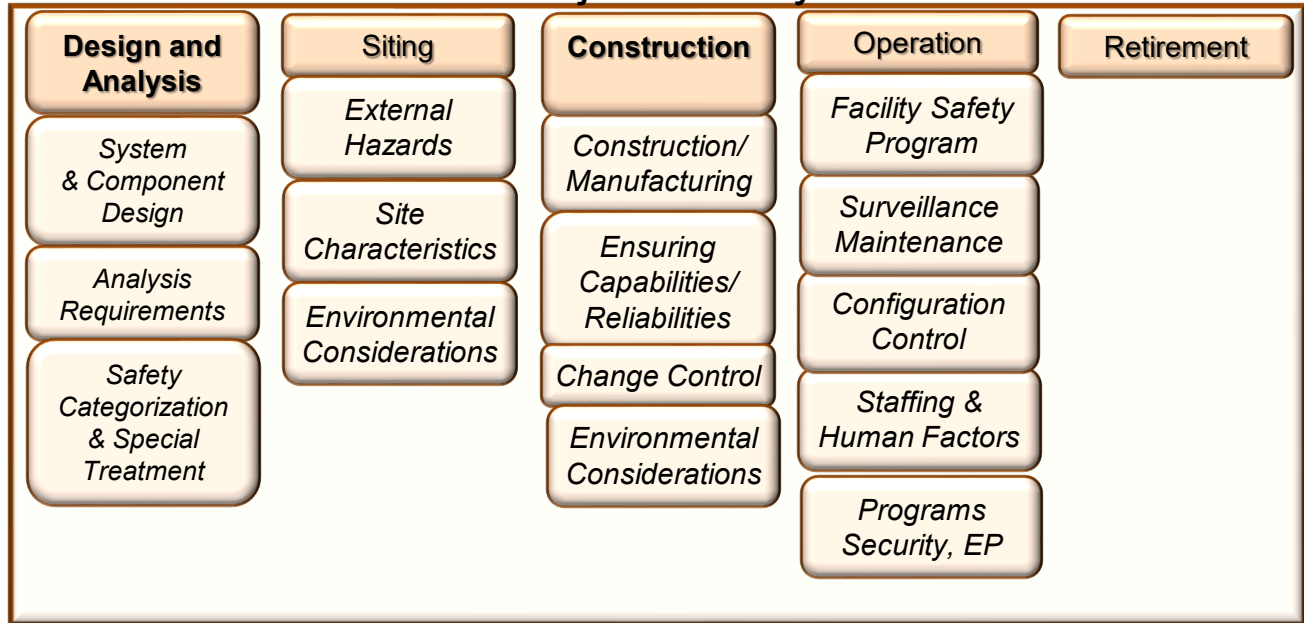 Design and
Analysis
System
& Component
Design
Analysis
Requirements
Safety
Categorization
& Special
Treatment
Siting
External
Hazards
Site
Characteristics
Environmental
Considerations
Construction
Construction/
Manufacturing
Ensuring
Capabilities/
Reliabilities
Change Control
Environmental
Considerations
Operation
Facility Safety
Program
Surveillance
Maintenance
Configuration
Control
Staffing &
Human Factors
Programs
Security, EP
Retirement